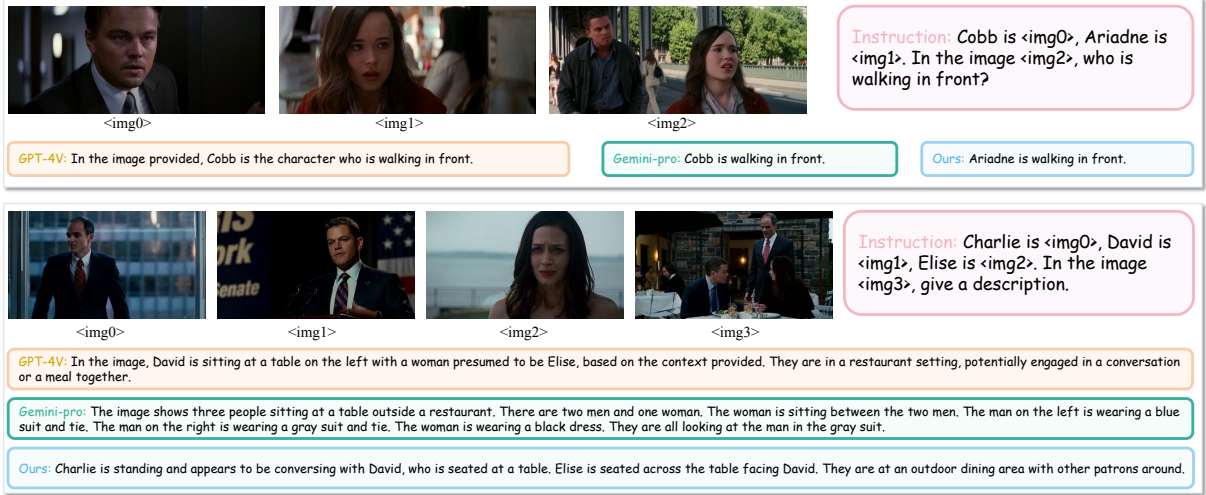 <img0>
<img1>
<img2>
Instruction: Cobb is <img0>, Ariadne is
<img1>. In the image <img2>, who is
walking in front?
GPT-4V: In the image provided, Cobb is the character who is walking in front.
Gemini-pro: Cobb is walking in front.
Ours: Ariadne is walking in front.
ork
enate
<img0>
<img1>
<img2>
<img3>
Instruction: Charlie is <img0>, David is
<img1>, Elise is <img2>. In the image
<img3>, give a description.
GPT-4V: In the image, David is sitting at a table on the left with a woman presumed to be Elise, based on the context provided. They are in a restaurant setting, potentially engaged in a conversation
or a meal together.
Gemini-pro: The image shows three people sitting at a table outside a restaurant. There are two men and one woman. The woman is sitting between the two men. The man on the left is wearing a blue
suit and tie. The man on the right is wearing a gray suit and tie. The woman is wearing a black dress. They are all looking at the man in the gray suit.
Ours: Charlie is standing and appears to be conversing with David, who is seated at a table. Elise is seated across the table facing David. They are at an outdoor dining area with other patrons around.